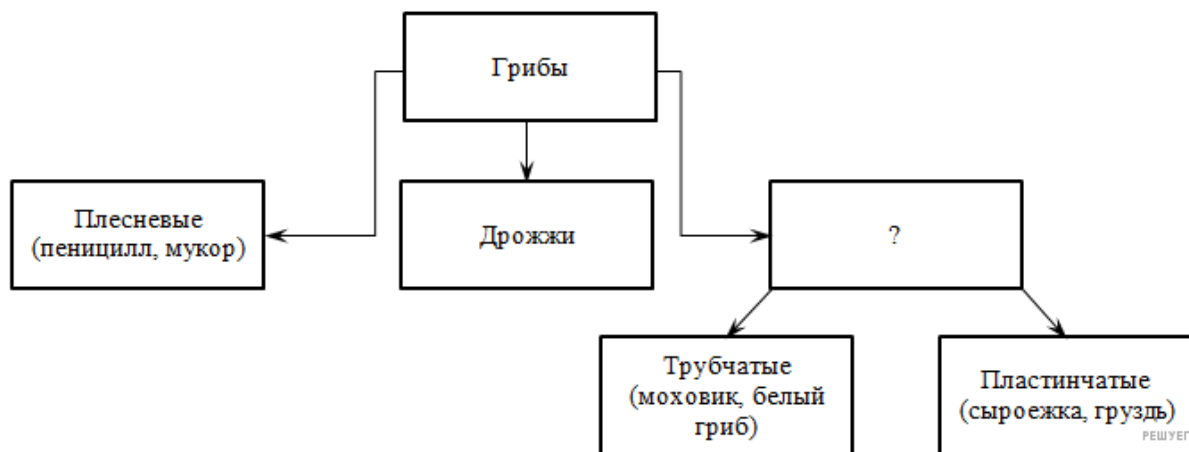 Грибы
Плесневые
(пеницилл, мукор)
Дрожжи
?
Трубчатые
(моховик, белый
гриб)
Пластинчатые
(сыроежка, груздь)
РЕШУЕГ